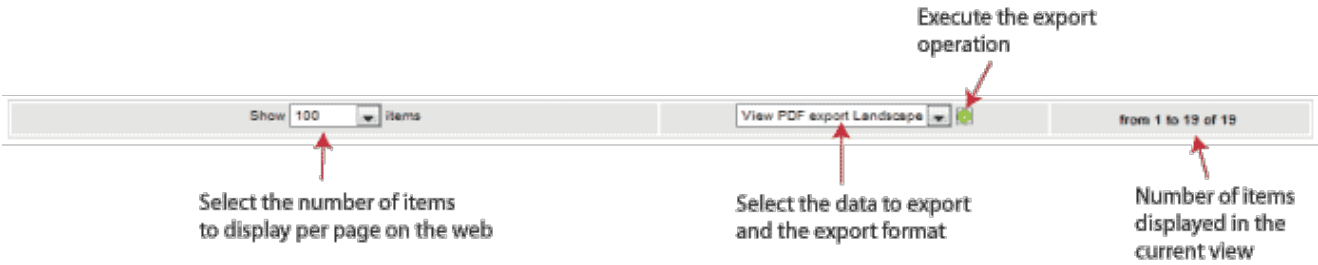 Execute the export
operation
Show 100 items
View PDF export Landscape
from 1 to 19 of 19
Select the number of items
to display per page on the web
Select the data to export
and the export format
Number of items
displayed in the
current view